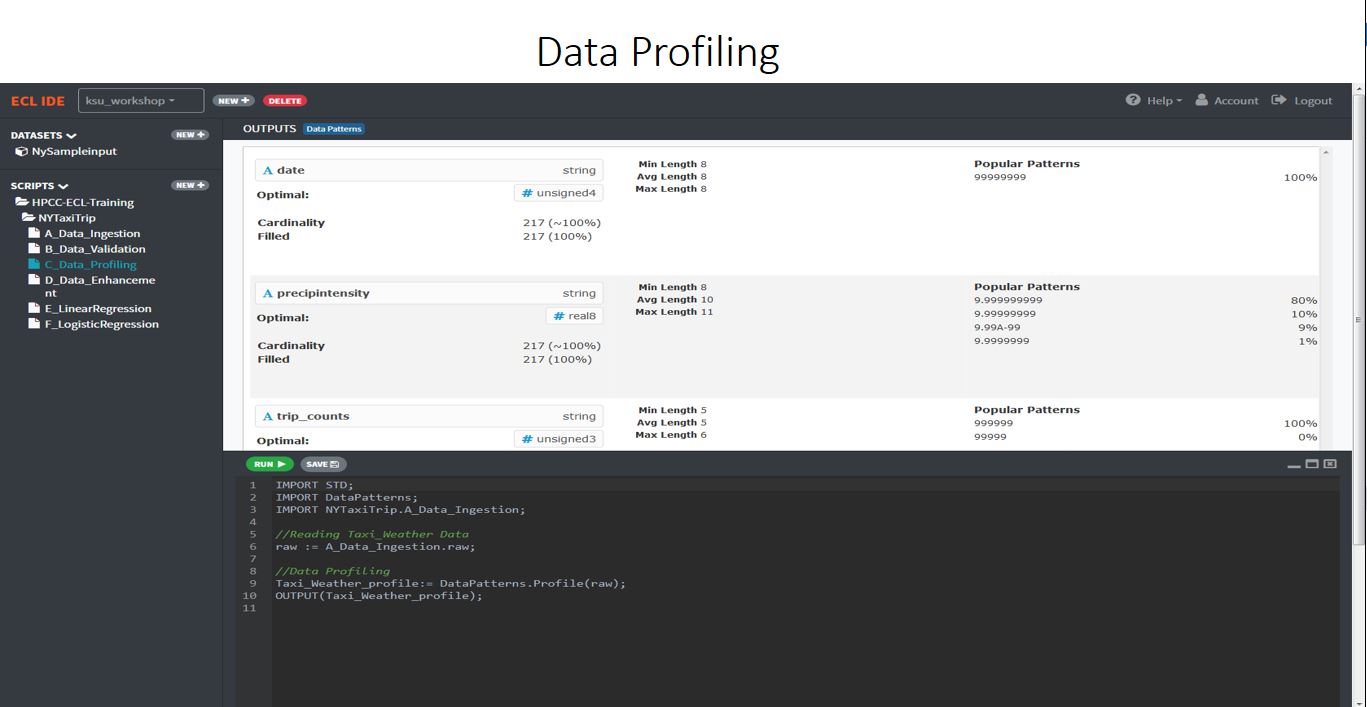 Data Profiling
ECL IDE ksu_workshop NEW + DELETE Help Account Logout
DATASETS NEW +
NySampleinput
SCRIPTS NEW +
HPCC-ECL-Training
NYTaxiTrip
A_Data_Ingestion
B_Data_Validation
C_Data_Profiling
D_Data_Enhanceme
nt
E_LinearRegression
F_LogisticRegression
OUTPUTS Data Patterns
A date string
Optimal: # unsigned4
Cardinality 217 (~100%)
Filled 217 (100%)
Min Length 8
Avg Length 8
Max Length 8
Popular Patterns
99999999 100%
A precipintensity string
Optimal: # real8
Cardinality 217 (~100%)
Filled 217 (100%)
Min Length 8
Avg Length 10
Max Length 11
Popular Patterns
9.999999999 80%
9.99999999 10%
9.99A-99 9%
9.9999999 1%
A trip_counts string
Optimal: # unsigned3
Min Length 5
Avg Length 5
Max Length 6
Popular Patterns
999999 100%
99999 0%
RUN SAVE
1 IMPORT STD;
2 IMPORT DataPatterns;
3 IMPORT NYTaxiTrip.A_Data_Ingestion;
4
5 //Reading Taxi_Weather Data
6 raw := A_Data_Ingestion.raw;
7
8 //Data Profiling
9 Taxi_Weather_profile:= DataPatterns.Profile(raw);
10 OUTPUT(Taxi_Weather_profile);
11